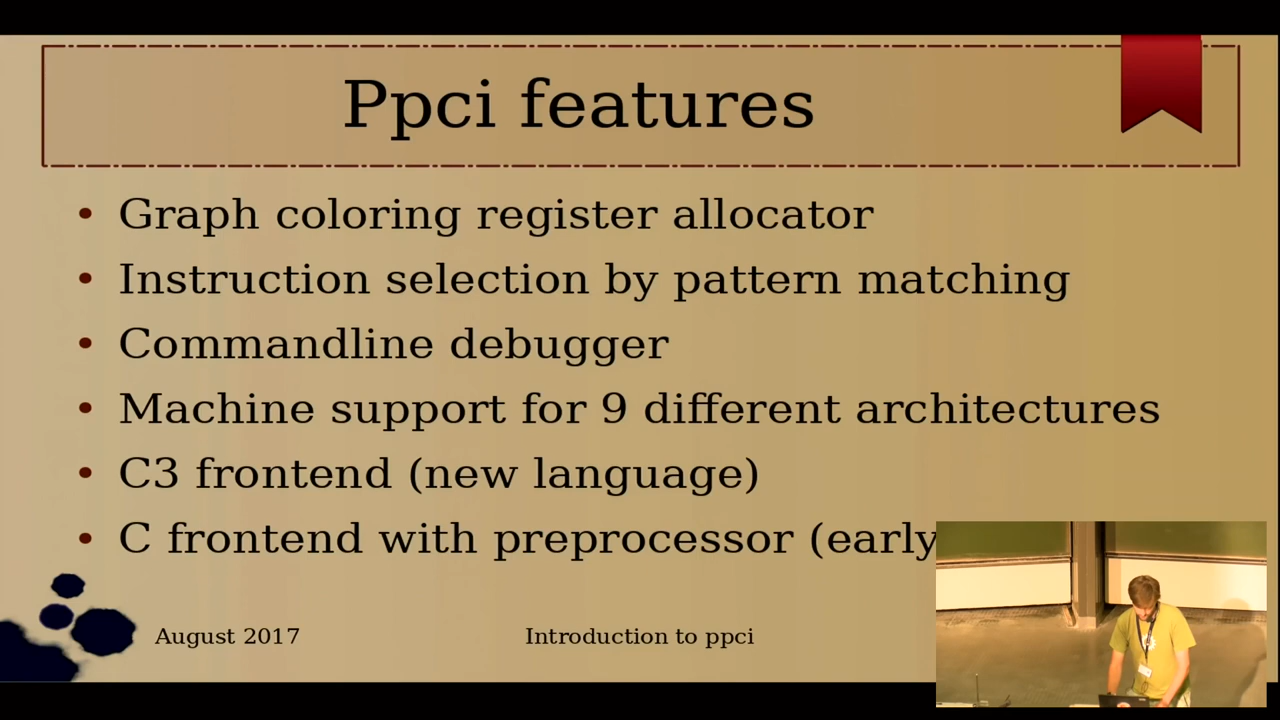 Ppci features
• Graph coloring register allocator
• Instruction selection by pattern matching
• Commandline debugger
• Machine support for 9 different architectures
• C3 frontend (new language)
• C frontend with preprocessor (early
August 2017
Introduction to ppci